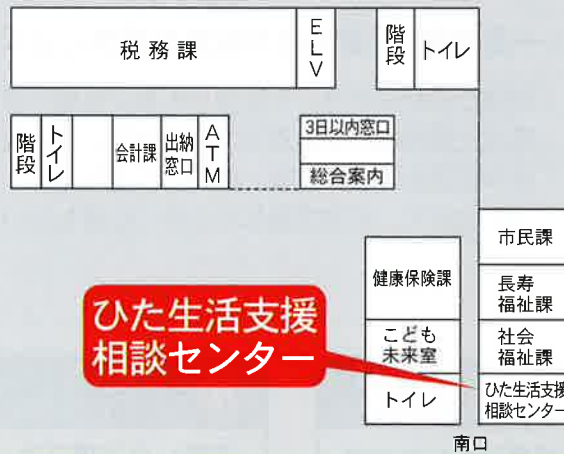 税務課
ELV
階段
トイレ
階段
トイレ
会計課
出納
窓口
ATM
3日以内窓口
総合案内
市民課
健康保険課
長寿
福祉課
こども
未来室
社会
福祉課
ひた生活支援
相談センター
トイレ
ひた生活支援
相談センター
南口